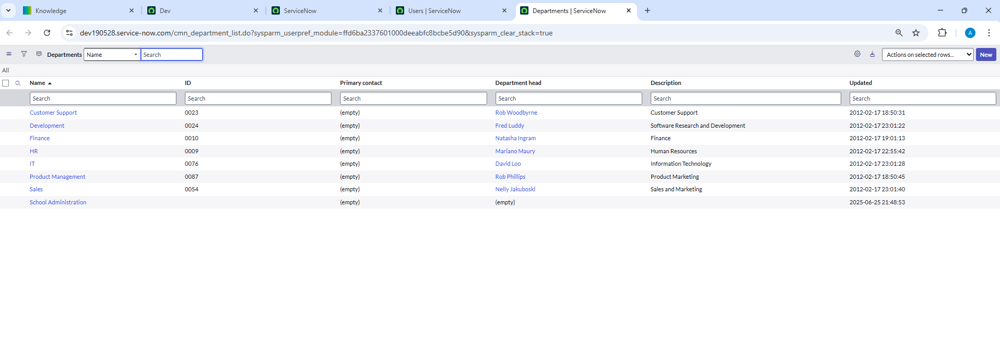 Knowledge
Dev
ServiceNow
Users | ServiceNow
Departments | ServiceNow
dev190528.service-now.com/cmn_department_list.do?sysparm_userpref_module=ffd6ba2337601000deeabfc8bcbe5d90&sysparm_clear_stack=true
A
Departments Name Search Actions on selected rows... New
All
Name ID Primary contact Department head Description Updated
Search Search Search Search Search Search
Customer Support 0023 (empty) Rob Woodbyrne Customer Support 2012-02-17 18:50:31
Development 0024 (empty) Fred Luddy Software Research and Development 2012-02-17 23:01:22
Finance 0010 (empty) Natasha Ingram Finance 2012-02-17 19:01:13
HR 0009 (empty) Mariano Maury Human Resources 2012-02-17 22:55:42
IT 0076 (empty) David Loo Information Technology 2012-02-17 23:01:28
Product Management 0087 (empty) Rob Phillips Product Marketing 2012-02-17 18:50:45
Sales 0054 (empty) Nelly Jakuboski Sales and Marketing 2012-02-17 23:01:40
School Administration (empty) (empty) 2025-06-25 21:48:53